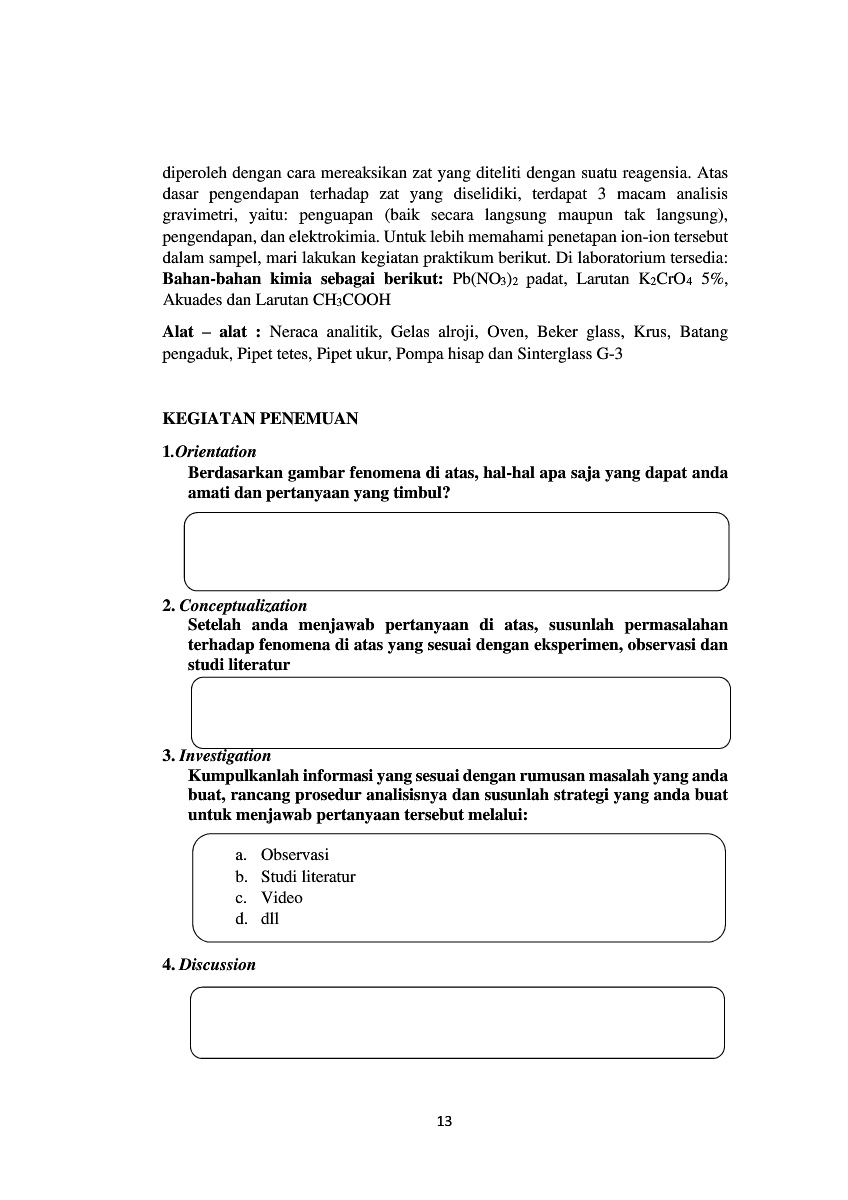 diperoleh dengan cara mereaksikan zat yang diteliti dengan suatu reagensia. Atas
dasar pengendapan terhadap zat yang diselidiki, terdapat 3 macam analisis
gravimetri, yaitu: penguapan (baik secara langsung maupun tak langsung),
pengendapan, dan elektrokimia. Untuk lebih memahami penetapan ion-ion tersebut
dalam sampel, mari lakukan kegiatan praktikum berikut. Di laboratorium tersedia:
Bahan-bahan kimia sebagai berikut: Pb(NO₃)₂ padat, Larutan K₂CrO₄ 5%,
Akuades dan Larutan CH₃COOH
Alat – alat : Neraca analitik, Gelas alroji, Oven, Beker glass, Krus, Batang
pengaduk, Pipet tetes, Pipet ukur, Pompa hisap dan Sinterglass G-3
KEGIATAN PENEMUAN
1.Orientation
Berdasarkan gambar fenomena di atas, hal-hal apa saja yang dapat anda
amati dan pertanyaan yang timbul?
2. Conceptualization
Setelah anda menjawab pertanyaan di atas, susunlah permasalahan
terhadap fenomena di atas yang sesuai dengan eksperimen, observasi dan
studi literatur
3. Investigation
Kumpulkanlah informasi yang sesuai dengan rumusan masalah yang anda
buat, rancang prosedur analisisnya dan susunlah strategi yang anda buat
untuk menjawab pertanyaan tersebut melalui:
a. Observasi
b. Studi literatur
c. Video
d. dll
4. Discussion
13